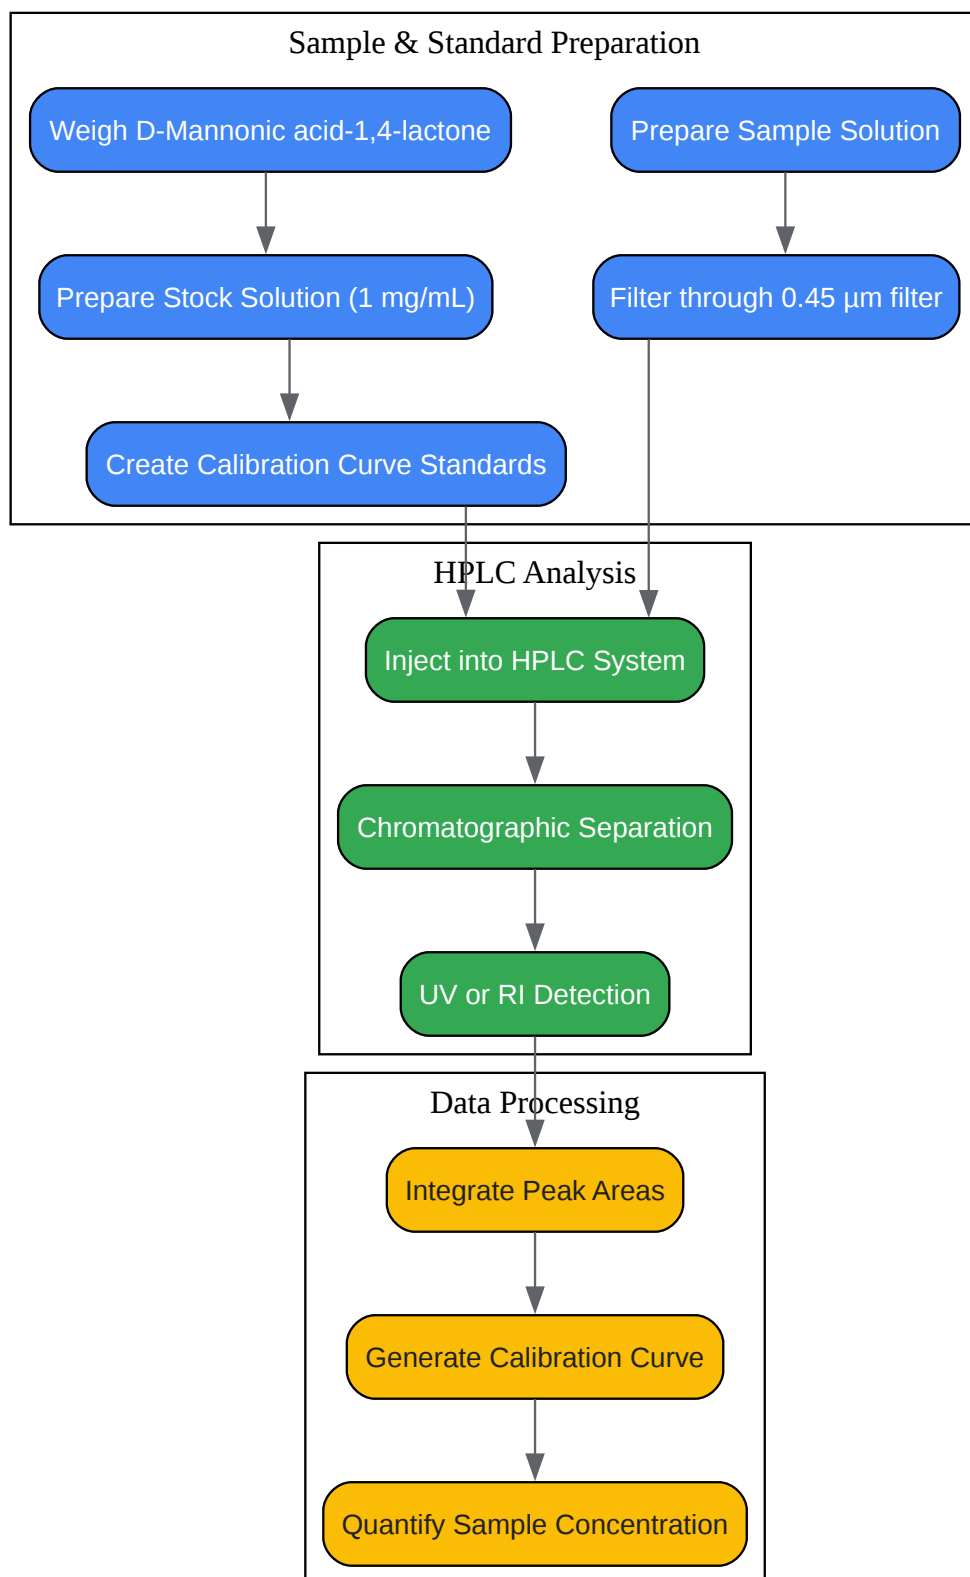 Sample & Standard Preparation
Weigh D-Mannonic acid-1,4-lactone
Prepare Sample Solution
Prepare Stock Solution (1 mg/mL)
Filter through 0.45 µm filter
Create Calibration Curve Standards
HPLC Analysis
Inject into HPLC System
Chromatographic Separation
UV or RI Detection
Data Processing
Integrate Peak Areas
Generate Calibration Curve
Quantify Sample Concentration